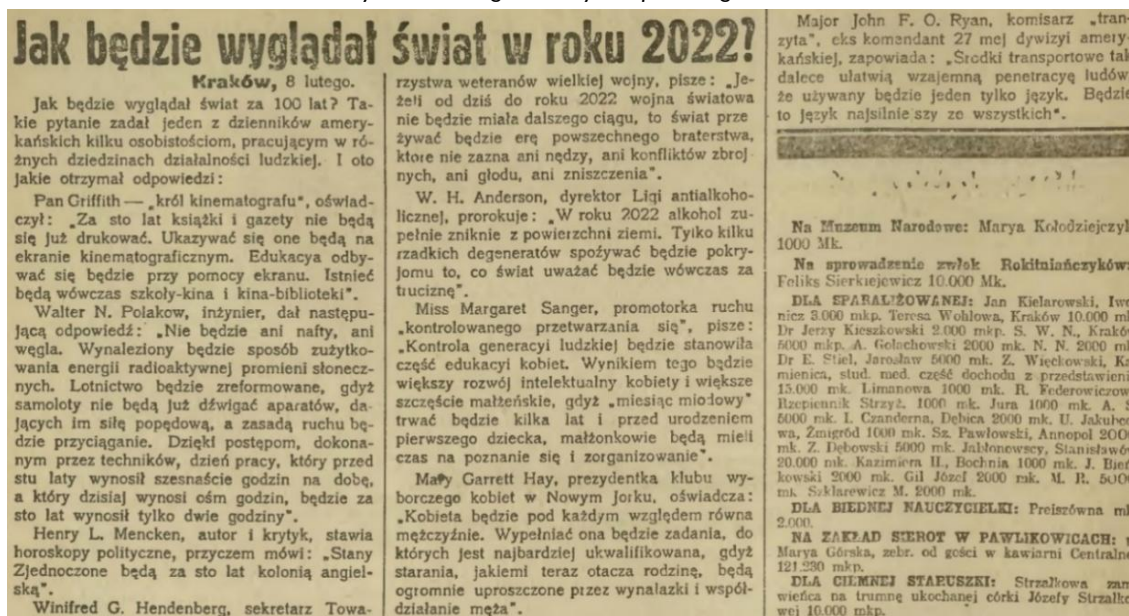 Jak będzie wyglądał świat w roku 2022?
Kraków, 8 lutego.
Jak będzie wyglądał świat za 100 lat? Ta-
kie pytanie zadał jeden z dzienników amery-
kańskich kilku osobistościom, pracującym w ró-
żnych dziedzinach działalności ludzkiej. I oto
jakie otrzymał odpowiedzi:
Pan Griffith — „król kinematografu", oświad-
czył: „Za sto lat książki i gazety nie będą
się już drukować. Ukazywać się one będą na
ekranie kinematograficznym. Edukacya odby-
wać się będzie przy pomocy ekranu. Istnieć
będą wówczas szkoły-kina i kina-biblioteki".
Walter N. Polakow, inżynier, dał następu-
jącą odpowiedź: „Nie będzie ani nafty, ani
węgla. Wynaleziony będzie sposób zużytko-
wania energii radioaktywnej promieni słonecz-
nych. Lotnictwo będzie zreformowane, gdyż
samoloty nie będą już dźwigać aparatów, da-
jących im siłę popędową, a zasadą ruchu bę-
dzie przyciąganie. Dzięki postępom, dokona-
nym przez techników, dzień pracy, który przed
stu laty wynosił szesnaście godzin na dobę,
a który dzisiaj wynosi ośm godzin, będzie za
sto lat wynosił tylko dwie godziny".
Henry L. Mencken, autor i krytyk, stawia
horoskopy polityczne, przyczem mówi: „Stany
Zjednoczone będą za sto lat kolonią angiel-
ską".
Winifred G. Hendenberg, sekretarz Towa-
rzystwa weteranów wielkiej wojny, pisze: „Je-
żeli od dziś do roku 2022 wojna światowa
nie będzie miała dalszego ciągu, to świat prze
żywać będzie erę powszechnego braterstwa,
które nie zazna ani nędzy, ani konfliktów zbroj-
nych, ani głodu, ani zniszczenia".
W. H. Anderson, dyrektor Ligi antialkoho-
licznej, prorokuje: „W roku 2022 alkohol zu-
pełnie zniknie z powierzchni ziemi. Tylko kilku
rzadkich degeneratów spożywać będzie pokry-
jomu to, co świat uważać będzie wówczas za
truciznę".
Miss Margaret Sanger, promotorka ruchu
„kontrolowanego przetwarzania się", pisze:
„Kontrola generacyi ludzkiej będzie stanowiła
część edukacyi kobiet. Wynikiem tego będzie
większy rozwój intelektualny kobiety i większe
szczęście małżeńskie, gdyż „miesiąc miodowy"
trwać będzie kilka lat i przed urodzeniem
pierwszego dziecka, małżonkowie będą mieli
czas na poznanie się i zorganizowanie".
Mary Garrett Hay, prezydentka klubu wy-
borczego kobiet w Nowym Jorku, oświadcza:
„Kobieta będzie pod każdym względem równa
mężczyźnie. Wypełniać ona będzie zadania, do
których jest najbardziej ukwalifikowana, gdyż
starania, jakiemi teraz otacza rodzinę, będą
ogromnie uproszczone przez wynalazki i współ-
działanie męża".
Major John F. O. Ryan, komisarz „tran-
zyta", eks komendant 27 mej dywizyi amery-
kańskiej, zapowiada: „Srodki transportowe tak
dalece ułatwią wzajemną penetracyę ludów
że używany będzie jeden tylko język. Będzie
to język najsilniejszy ze wszystkich".
Na Muzeum Narodowe: Marya Kołodziejczyk
1000 Mk.
Na sprowadzenie zwłok Rokitniańczyków:
Feliks Sierkiejewicz 10.000 Mk.
DLA SPARALIŻOWANEJ: Jan Kielarowski, Iwo
nicz 3.000 mkp. Teresa Wohlowa, Kraków 10.000 mk
Dr Jerzy Kieszkowski 2.000 mkp. S. W. N., Kraków
5000 mkp. A. Gołachowski 2000 mk. N. N. 2000 mk
Dr E. Stiel, Jarosław 5000 mk. Z. Więckowski, Ka
mienica, stud. med. część dochodu z przedstawieni
15.000 mk. Limanowa 1000 mk. R. Federowiczow
Rzepiennik Strzyż. 1000 mk. Jura 1000 mk. A. S
5000 mk. I. Czanderna, Dębica 2000 mk. U. Jakubco
wa, Żmigród 1000 mk. Sz. Pawłowski, Annopol 200
mk. Z. Dębowski 5000 mk. Jabłonowscy, Stanisławów
20.000 mk. Kazimiera H., Bochnia 1000 mk. J. Bień
kowski 2000 mk. Gil Józef 2000 mk. M. R. 5000
mk. Szklarewicz M. 2000 mk.
DLA BIEDNEJ NAUCZYCIELKI: Preiszówna mk
2.000.
NA ZAKŁAD SIEROT W PAWLIKOWICACH:
Marya Górska, zebr. od gości w kawiarni Centralne
121.230 mkp.
DLA CIEMNEJ STARUSZKI: Strzałkowa zam
wieńca na trumnę ukochanej córki Józefy Strzałko
wej 10.000 mkp.